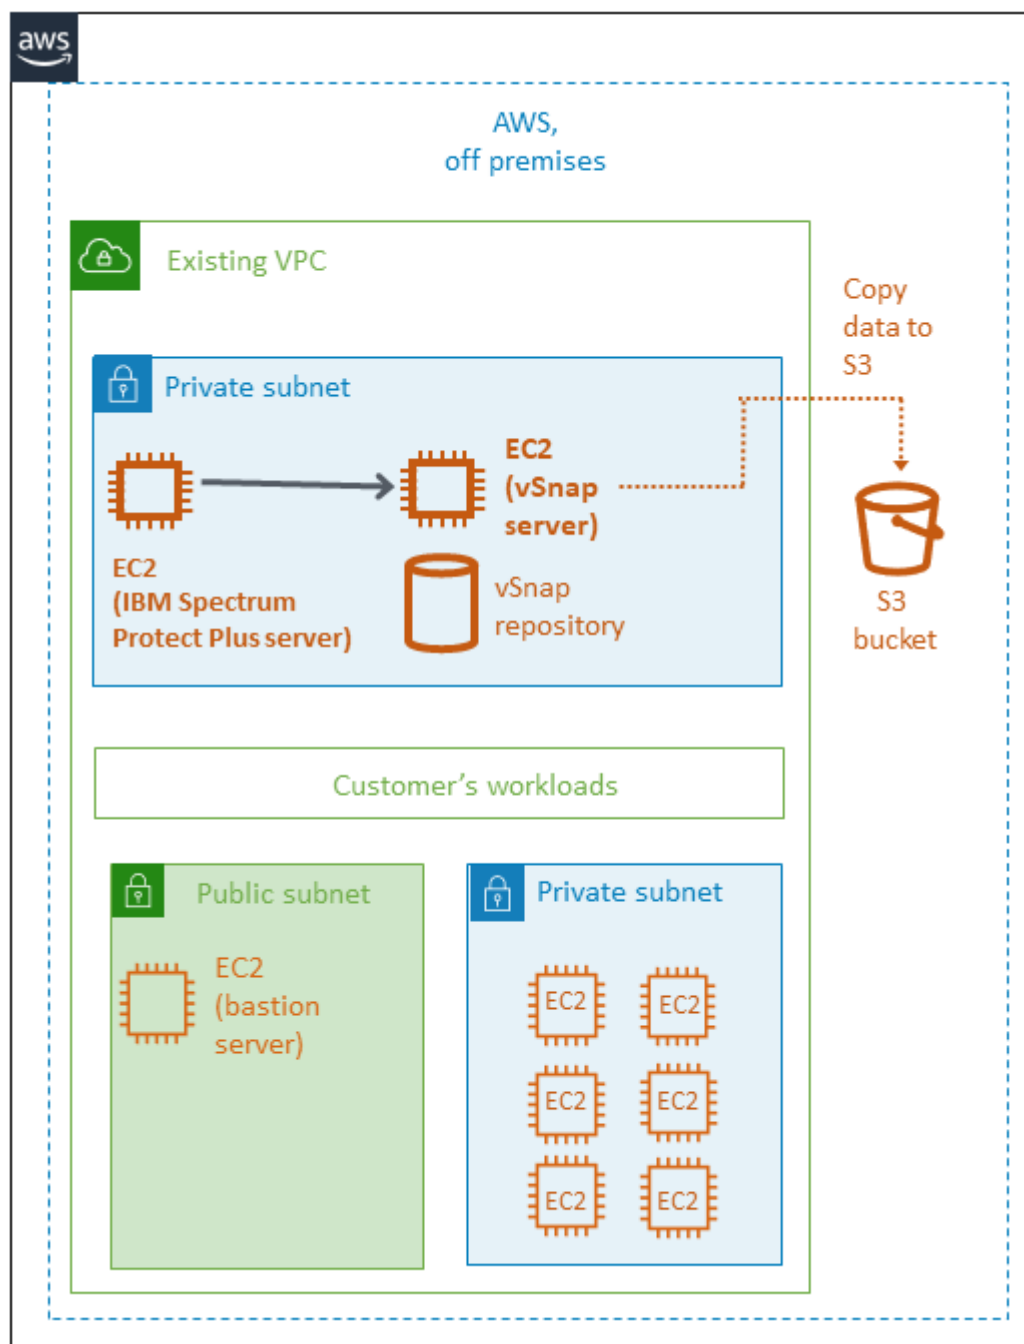 aws
AWS,
off premises
Existing VPC
Copy
data to
S3
Private subnet
EC2
(vSnap
server)
EC2
(IBM Spectrum
Protect Plus server)
vSnap
repository
S3
bucket
Customer's workloads
Public subnet
EC2
(bastion
server)
Private subnet
EC2
EC2
EC2
EC2
EC2
EC2